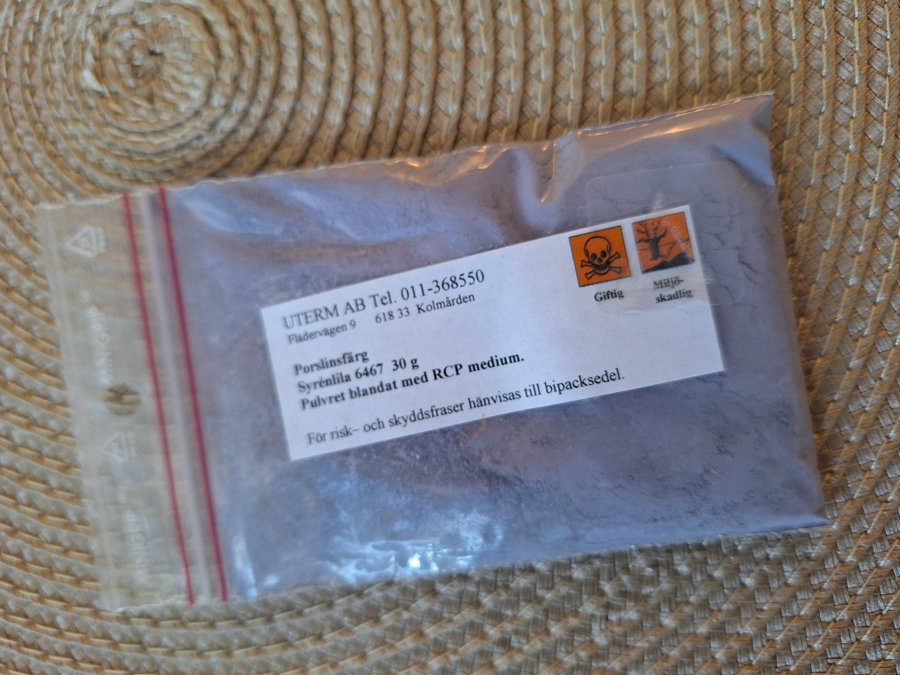 UTERM AB Tel. 011-368550
Flädervägen 9 618 33 Kolmården
Porslinsfärg
Syrénlila 6467 30 g
Pulvret blandat med RCP medium.
För risk– och skyddsfraser hänvisas till bipacksedel.
Giftig
Miljö-
skadlig